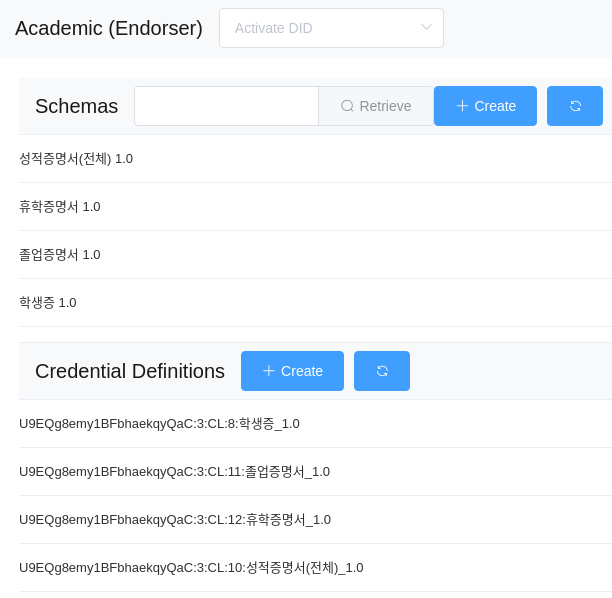 Academic (Endorser) Activate DID
Schemas Retrieve Create
성적증명서(전체) 1.0
휴학증명서 1.0
졸업증명서 1.0
학생증 1.0
Credential Definitions Create
U9EQg8emy1BFbhaekqyQaC:3:CL:8:학생증_1.0
U9EQg8emy1BFbhaekqyQaC:3:CL:11:졸업증명서_1.0
U9EQg8emy1BFbhaekqyQaC:3:CL:12:휴학증명서_1.0
U9EQg8emy1BFbhaekqyQaC:3:CL:10:성적증명서(전체)_1.0